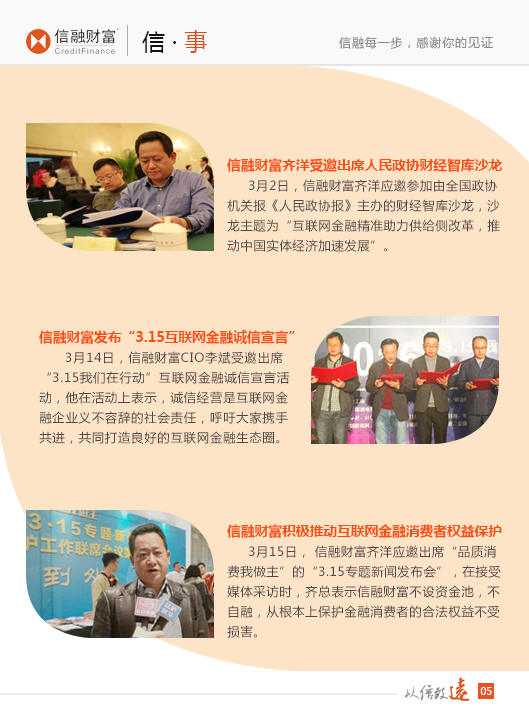 信融财富
CreditFinance
信·事
信融每一步，感谢你的见证
信融财富齐洋受邀出席人民政协财经智库沙龙
3月2日，信融财富齐洋应邀参加由全国政协
机关报《人民政协报》主办的财经智库沙龙，沙
龙主题为“互联网金融精准助力供给侧改革，推
动中国实体经济加速发展”。
信融财富发布“3.15互联网金融诚信宣言”
3月14日，信融财富CIO李斌受邀出席
“3.15我们在行动”互联网金融诚信宣言活
动，他在活动上表示，诚信经营是互联网金
融企业义不容辞的社会责任，呼吁大家携手
共进，共同打造良好的互联网金融生态圈。
3.15专题新
护工作联席会议
到
信融财富积极推动互联网金融消费者权益保护
3月15日， 信融财富齐洋应邀出席“品质消
费我做主”的“3.15专题新闻发布会”，在接受
媒体采访时，齐总表示信融财富不设资金池，不
自融，从根本上保护金融消费者的合法权益不受
损害。
以信致遠
05